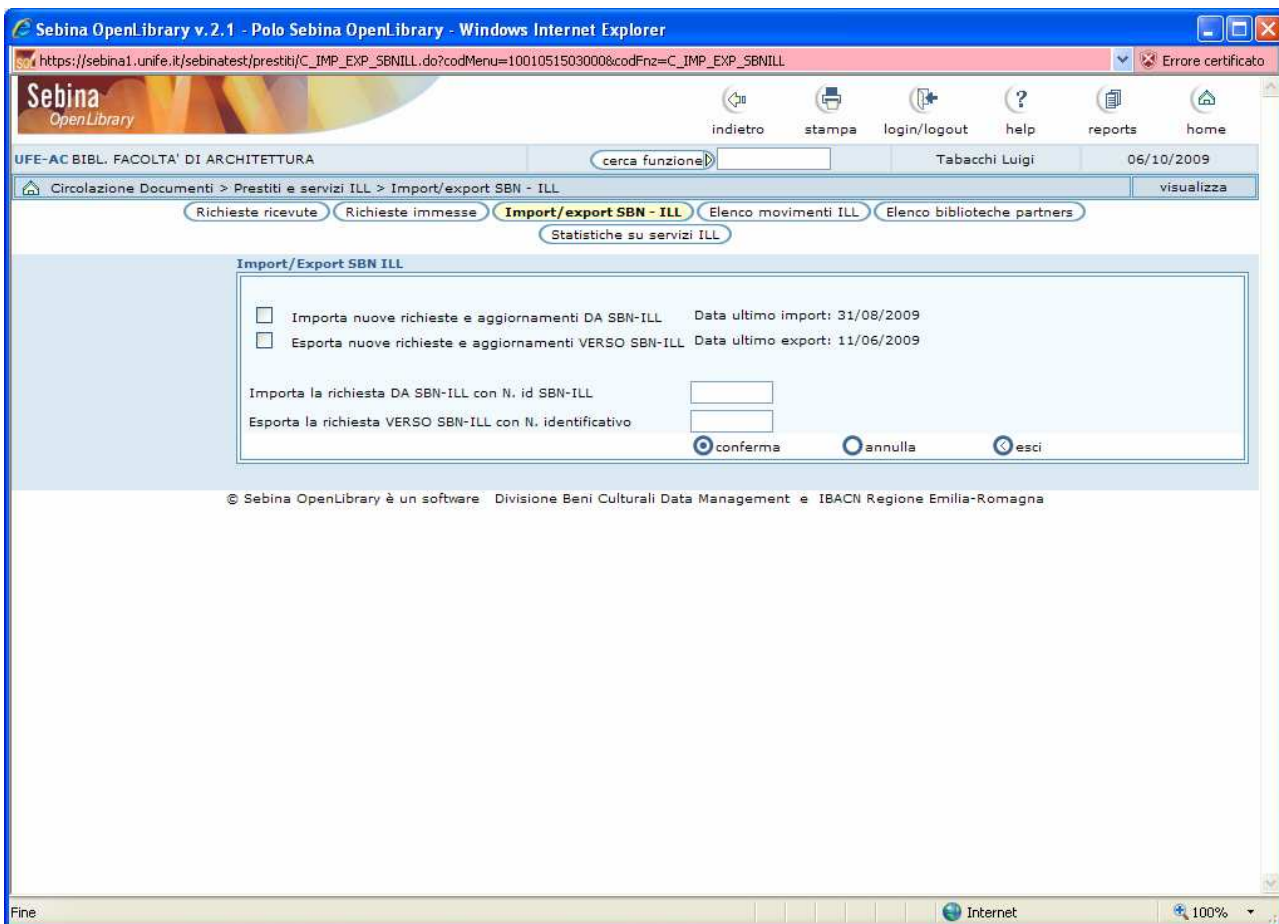 Sebina OpenLibrary v.2.1 - Polo Sebina OpenLibrary - Windows Internet Explorer
https://sebina1.unife.it/sebinatest/prestiti/C_IMP_EXP_SBNILL.do?codMenu=1001051503000&codFnz=C_IMP_EXP_SBNILL Errore certificato
Sebina
OpenLibrary
indietro stampa login/logout help reports home
UFE-AC BIBL. FACOLTA' DI ARCHITETTURA cerca funzione Tabacchi Luigi 06/10/2009
Circolazione Documenti > Prestiti e servizi ILL > Import/export SBN - ILL visualizza
Richieste ricevute Richieste immesse Import/export SBN - ILL Elenco movimenti ILL Elenco biblioteche partners
Statistiche su servizi ILL
Import/Export SBN ILL
Importa nuove richieste e aggiornamenti DA SBN-ILL Data ultimo import: 31/08/2009
Esporta nuove richieste e aggiornamenti VERSO SBN-ILL Data ultimo export: 11/06/2009
Importa la richiesta DA SBN-ILL con N. id SBN-ILL
Esporta la richiesta VERSO SBN-ILL con N. identificativo
conferma annulla esci
© Sebina OpenLibrary è un software Divisione Beni Culturali Data Management e IBACN Regione Emilia-Romagna
Fine Internet 100%